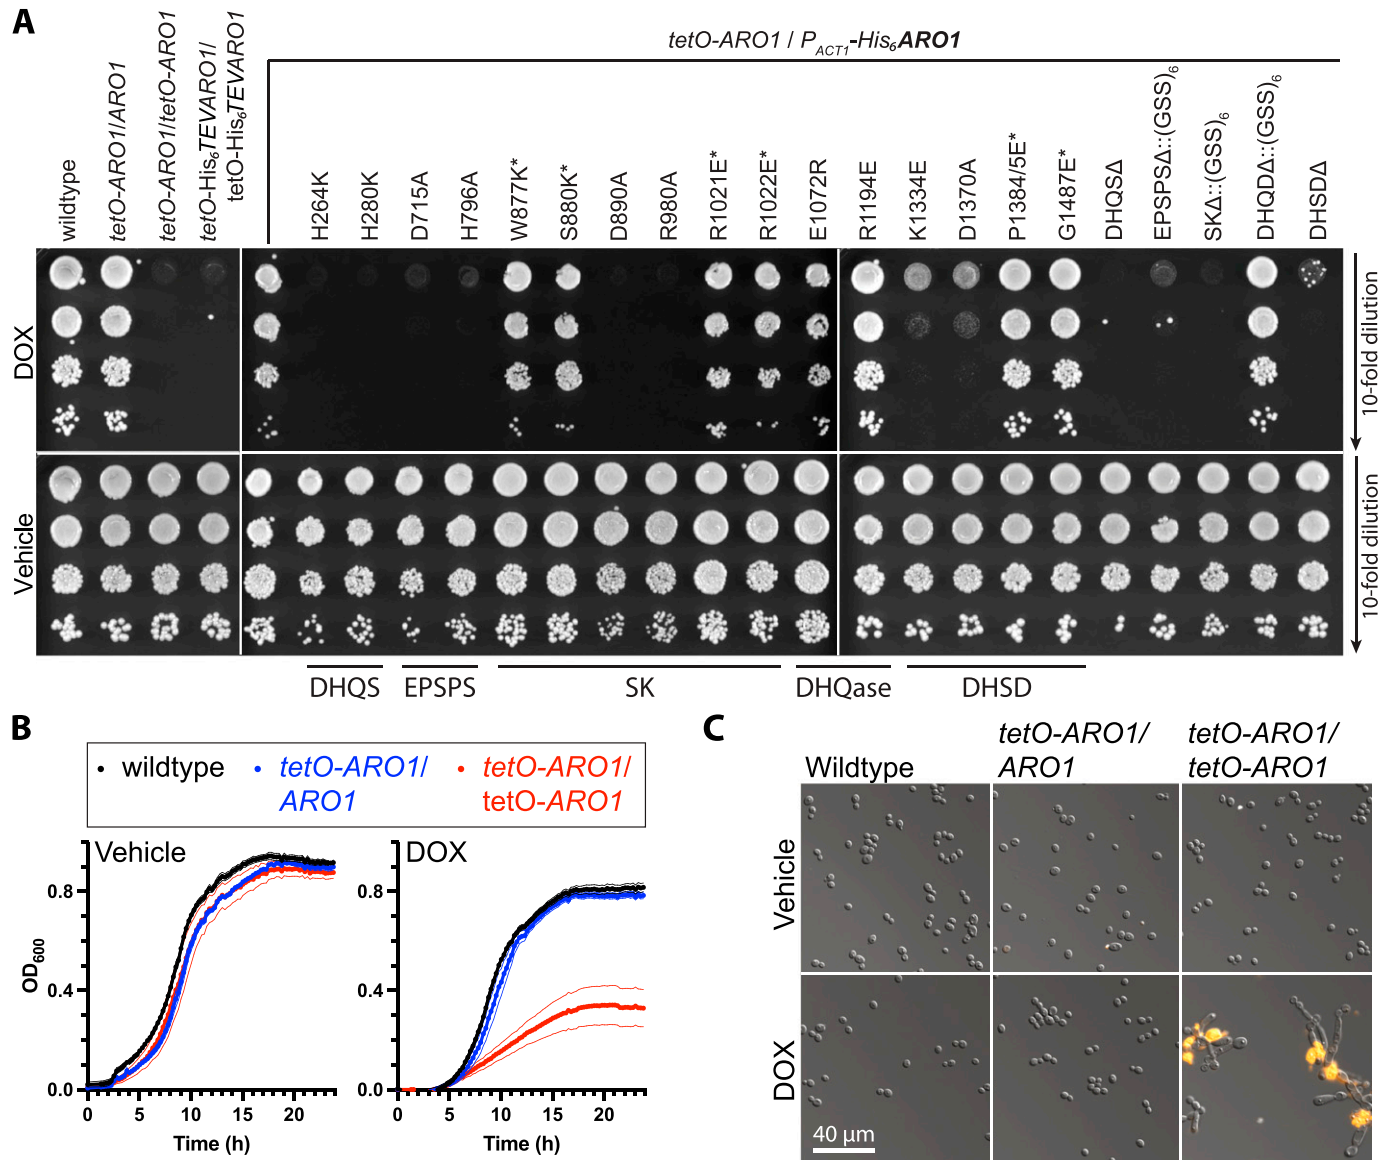 A
tetO-ARO1 / P_ACT1-His₆ARO1
wildtype
tetO-ARO1/ARO1
tetO-ARO1/tetO-ARO1
tetO-His₆TEVARO1/
tetO-His₆TEVARO1
H264K
H280K
D715A
H796A
W877K*
S880K*
D890A
R980A
R1021E*
R1022E*
E1072R
R1194E
K1334E
D1370A
P1384/5E*
G1487E*
DHQSΔ
EPSPSΔ::(GSS)₆
SKΔ::(GSS)₆
DHQDΔ::(GSS)₆
DHSDΔ
DOX
10-fold dilution
Vehicle
10-fold dilution
DHQS
EPSPS
SK
DHQase
DHSD
B
wildtype
tetO-ARO1/
ARO1
tetO-ARO1/
tetO-ARO1
Vehicle
DOX
OD₆₀₀
0.8
0.4
0.0
0 5 10 15 20
Time (h)
0.8
0.4
0.0
0 5 10 15 20
Time (h)
C
Wildtype
tetO-ARO1/
ARO1
tetO-ARO1/
tetO-ARO1
Vehicle
DOX
40 µm